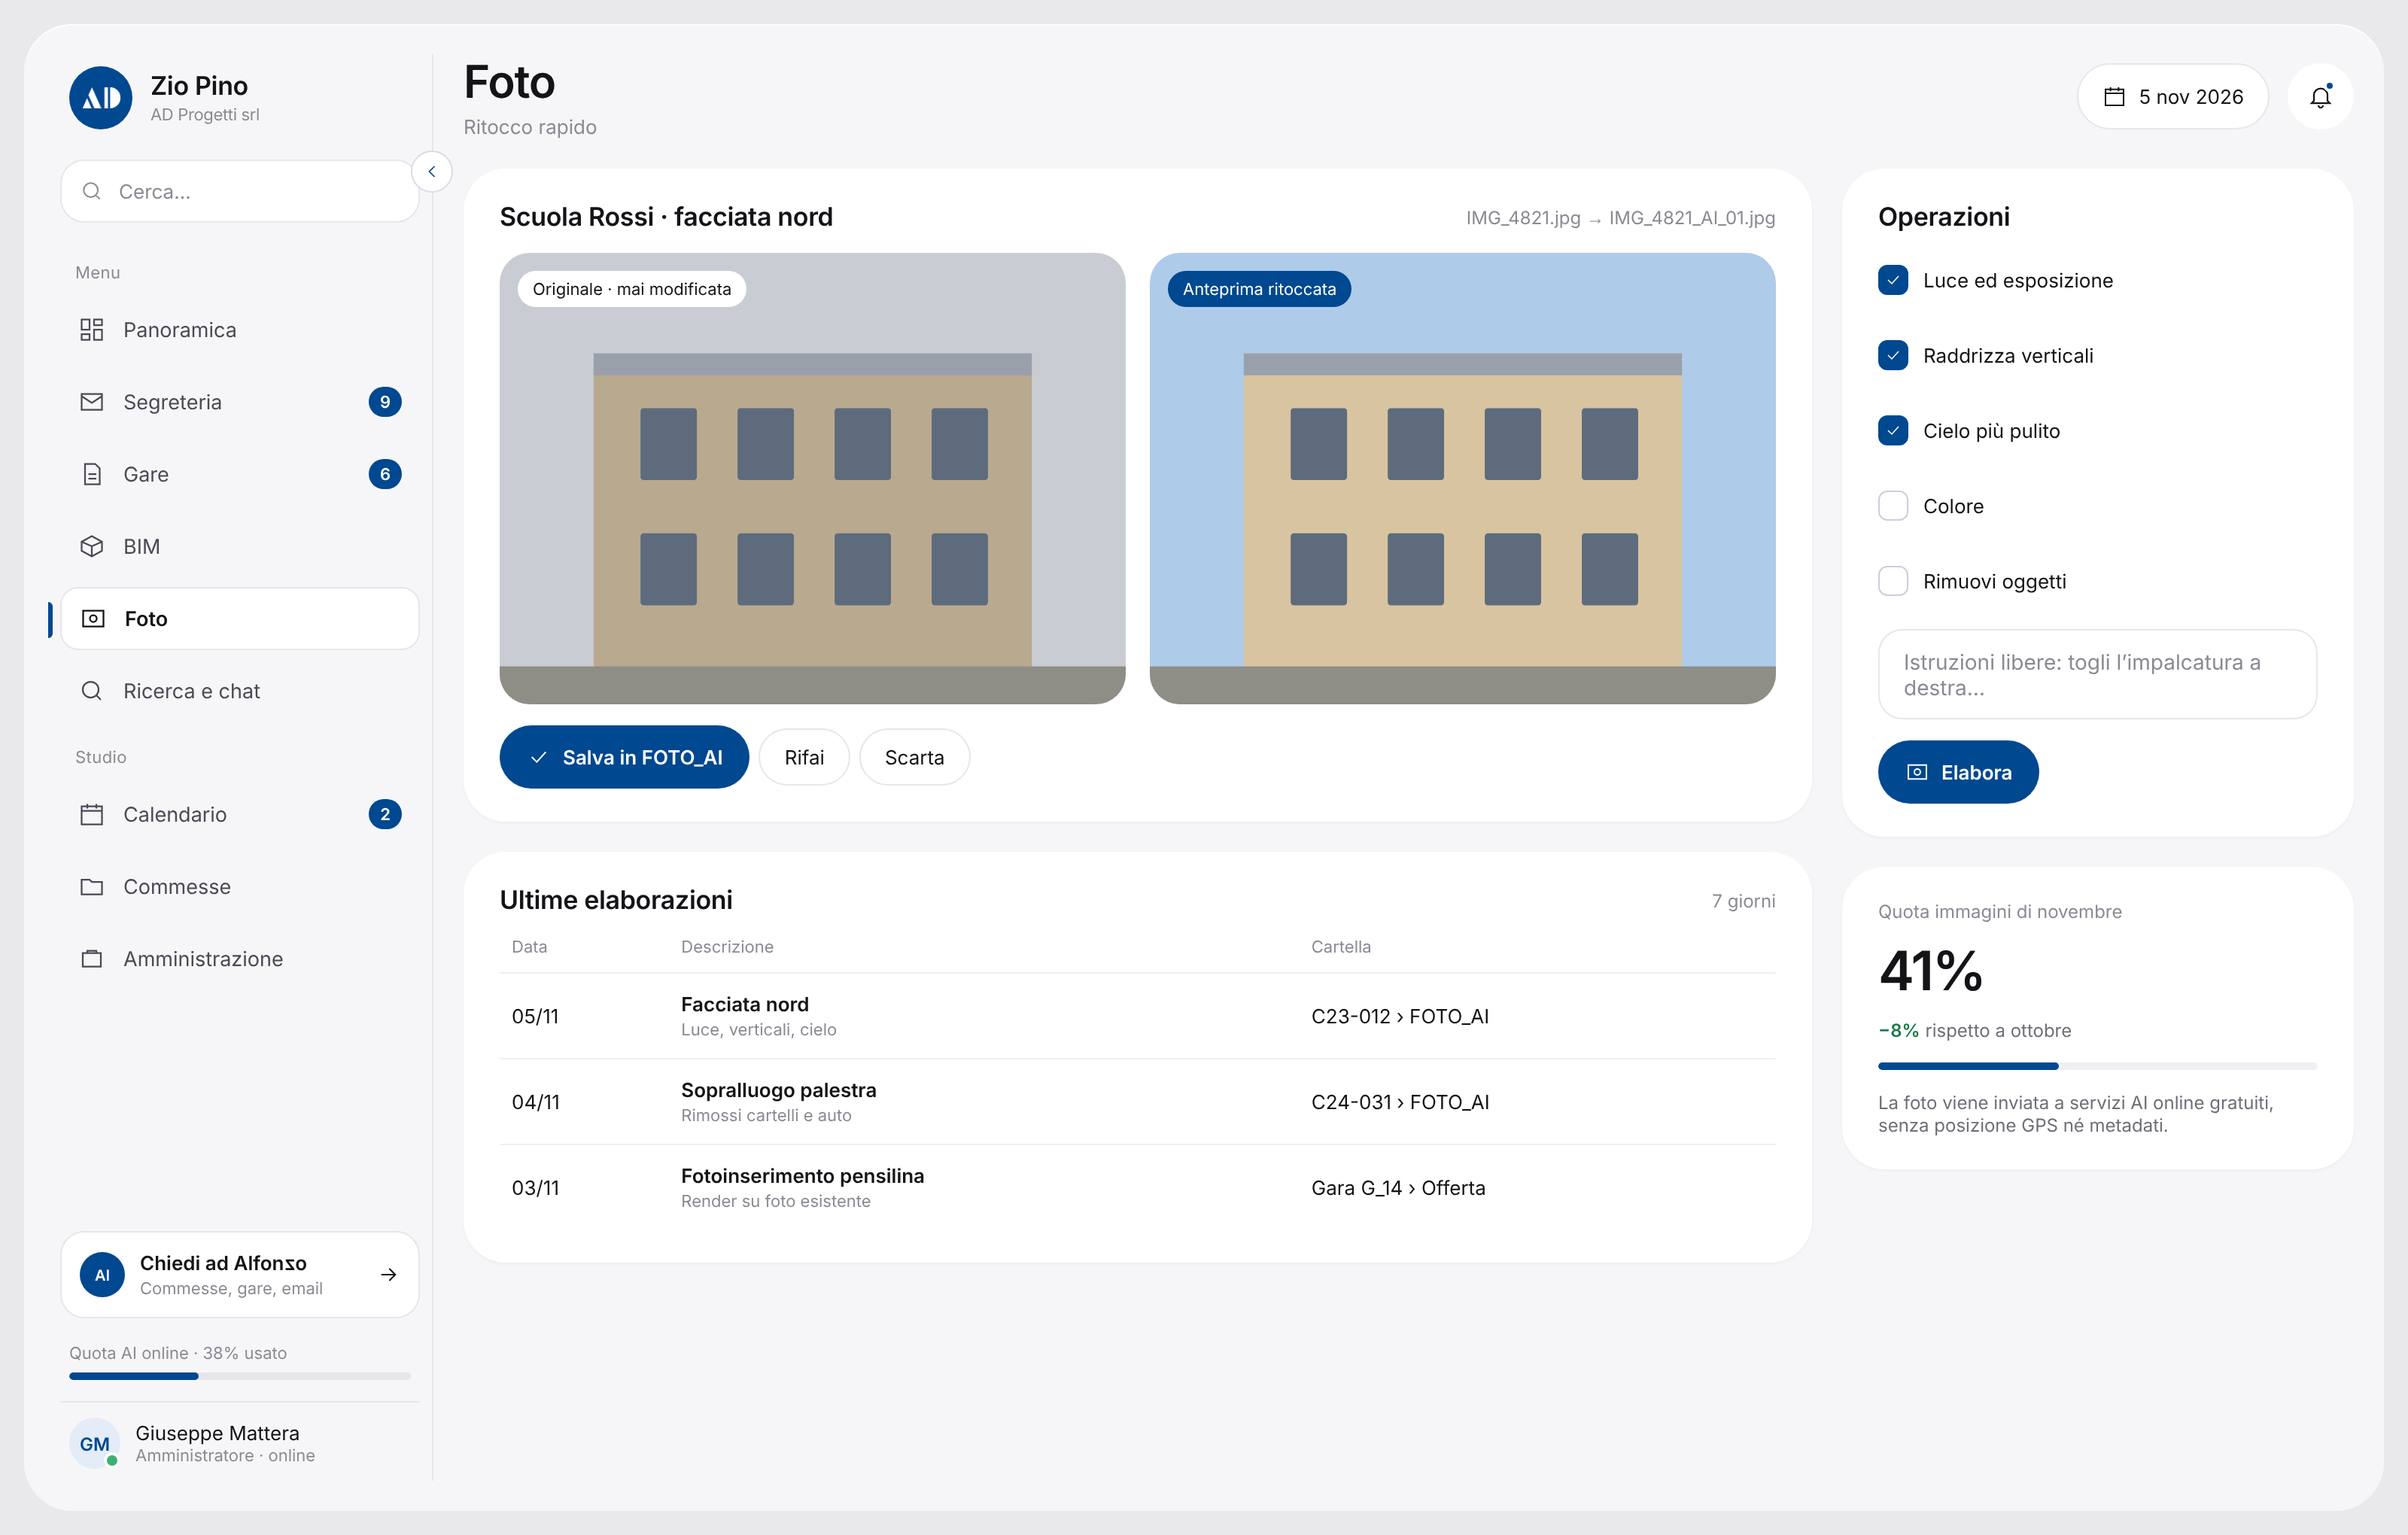 AD
Zio Pino
AD Progetti srl
Cerca...
Menu
Panoramica
Segreteria 9
Gare 6
BIM
Foto
Ricerca e chat
Studio
Calendario 2
Commesse
Amministrazione
AI
Chiedi ad Alfonso
Commesse, gare, email
Quota AI online · 38% usato
GM
Giuseppe Mattera
Amministratore · online
Foto
Ritocco rapido
5 nov 2026
Scuola Rossi · facciata nord
IMG_4821.jpg → IMG_4821_AI_01.jpg
Originale · mai modificata
Anteprima ritoccata
Salva in FOTO_AI
Rifai
Scarta
Ultime elaborazioni
7 giorni
Data Descrizione Cartella
05/11 Facciata nord C23-012 › FOTO_AI
Luce, verticali, cielo
04/11 Sopralluogo palestra C24-031 › FOTO_AI
Rimossi cartelli e auto
03/11 Fotoinserimento pensilina Gara G_14 › Offerta
Render su foto esistente
Operazioni
Luce ed esposizione
Raddrizza verticali
Cielo più pulito
Colore
Rimuovi oggetti
Istruzioni libere: togli l’impalcatura a
destra...
Elabora
Quota immagini di novembre
41%
−8% rispetto a ottobre
La foto viene inviata a servizi AI online gratuiti,
senza posizione GPS né metadati.